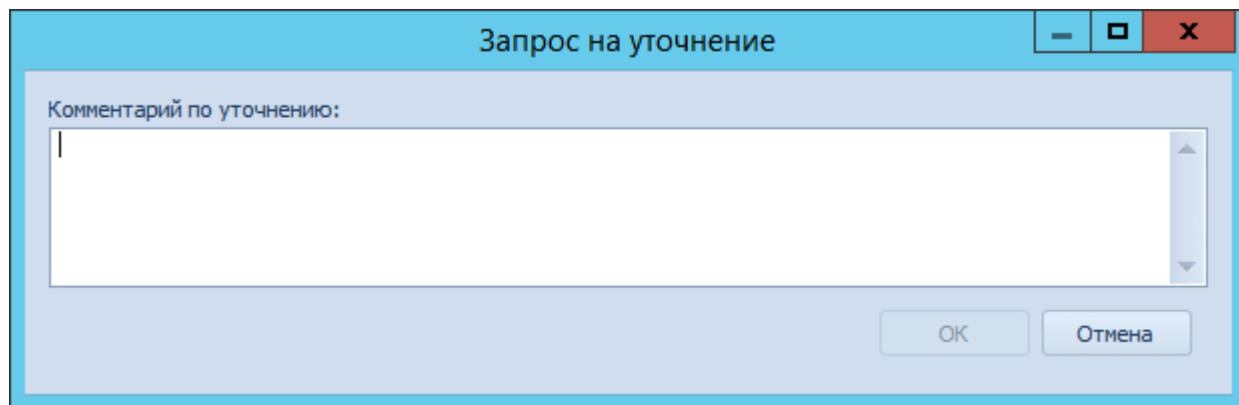 Запрос на уточнение
Комментарий по уточнению:
ОК
Отмена